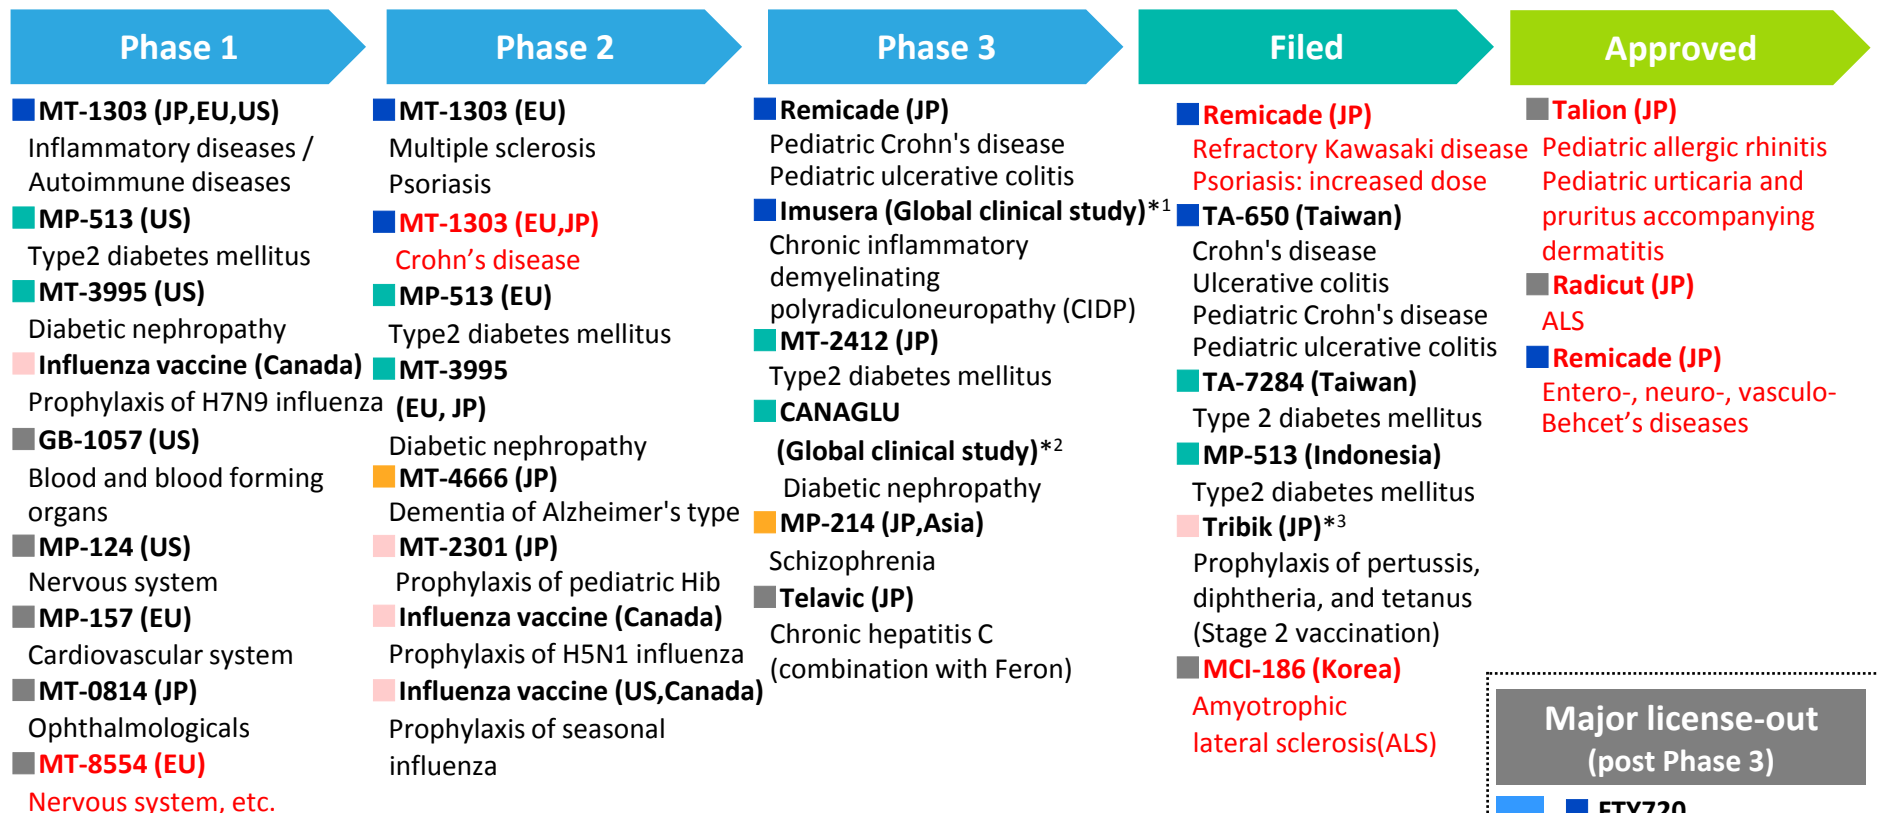 Phase 1
MT-1303 (JP,EU,US)
Inflammatory diseases /
Autoimmune diseases
MP-513 (US)
Type2 diabetes mellitus
MT-3995 (US)
Diabetic nephropathy
Influenza vaccine (Canada)
Prophylaxis of H7N9 influenza
GB-1057 (US)
Blood and blood forming
organs
MP-124 (US)
Nervous system
MP-157 (EU)
Cardiovascular system
MT-0814 (JP)
Ophthalmologicals
MT-8554 (EU)
Nervous system, etc.
Phase 2
MT-1303 (EU)
Multiple sclerosis
Psoriasis
MT-1303 (EU,JP)
Crohn’s disease
MP-513 (EU)
Type2 diabetes mellitus
MT-3995
(EU, JP)
Diabetic nephropathy
MT-4666 (JP)
Dementia of Alzheimer's type
MT-2301 (JP)
Prophylaxis of pediatric Hib
Influenza vaccine (Canada)
Prophylaxis of H5N1 influenza
Influenza vaccine (US,Canada)
Prophylaxis of seasonal
influenza
Phase 3
Remicade (JP)
Pediatric Crohn's disease
Pediatric ulcerative colitis
Imusera (Global clinical study)*1
Chronic inflammatory
demyelinating
polyradiculoneuropathy (CIDP)
MT-2412 (JP)
Type2 diabetes mellitus
CANAGLU
(Global clinical study)*2
Diabetic nephropathy
MP-214 (JP,Asia)
Schizophrenia
Telavic (JP)
Chronic hepatitis C
(combination with Feron)
Filed
Remicade (JP)
Refractory Kawasaki disease
Psoriasis: increased dose
TA-650 (Taiwan)
Crohn's disease
Ulcerative colitis
Pediatric Crohn's disease
Pediatric ulcerative colitis
TA-7284 (Taiwan)
Type 2 diabetes mellitus
MP-513 (Indonesia)
Type2 diabetes mellitus
Tribik (JP)*3
Prophylaxis of pertussis,
diphtheria, and tetanus
(Stage 2 vaccination)
MCI-186 (Korea)
Amyotrophic
lateral sclerosis(ALS)
Approved
Talion (JP)
Pediatric allergic rhinitis
Pediatric urticaria and
pruritus accompanying
dermatitis
Radicut (JP)
ALS
Remicade (JP)
Entero-, neuro-, vasculo-
Behcet’s diseases
Major license-out
(post Phase 3)
FTY720